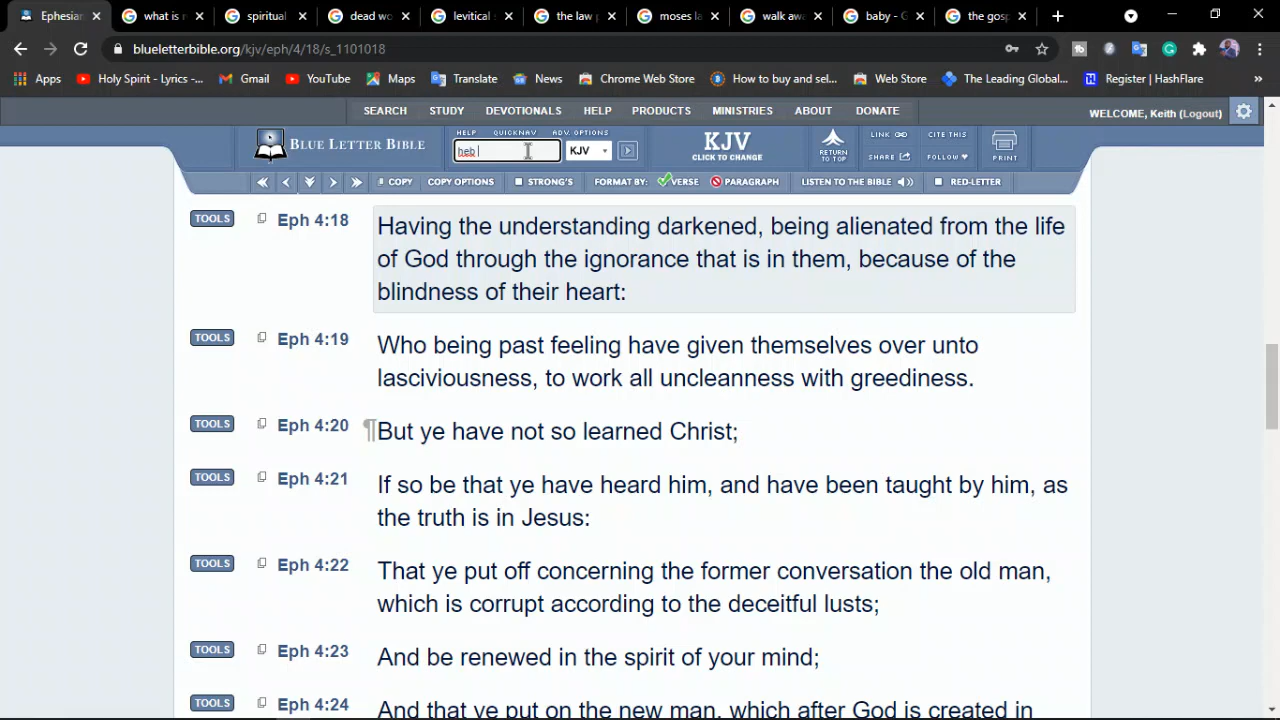 Ephesian
what is r
spiritual
dead wo
levitical
the law p
moses la
walk awa
baby - G
the gosp
blueletterbible.org/kjv/eph/4/18/s_1101018
Apps
Holy Spirit - Lyrics -...
Gmail
YouTube
Maps
Translate
News
Chrome Web Store
How to buy and sel...
Web Store
The Leading Global...
Register | HashFlare
»
SEARCH STUDY DEVOTIONALS HELP PRODUCTS MINISTRIES ABOUT DONATE
WELCOME, Keith (Logout)
BLUE LETTER BIBLE
HELP QUICKNAV ADV. OPTIONS
heb
KJV
KJV
CLICK TO CHANGE
RETURN
TO TOP
LINK
CITE THIS
SHARE
FOLLOW
PRINT
COPY COPY OPTIONS STRONG'S FORMAT BY: VERSE PARAGRAPH LISTEN TO THE BIBLE RED-LETTER
TOOLS Eph 4:18 Having the understanding darkened, being alienated from the life
of God through the ignorance that is in them, because of the
blindness of their heart:
TOOLS Eph 4:19 Who being past feeling have given themselves over unto
lasciviousness, to work all uncleanness with greediness.
TOOLS Eph 4:20 ¶But ye have not so learned Christ;
TOOLS Eph 4:21 If so be that ye have heard him, and have been taught by him, as
the truth is in Jesus:
TOOLS Eph 4:22 That ye put off concerning the former conversation the old man,
which is corrupt according to the deceitful lusts;
TOOLS Eph 4:23 And be renewed in the spirit of your mind;
TOOLS Eph 4:24 And that ye put on the new man, which after God is created in